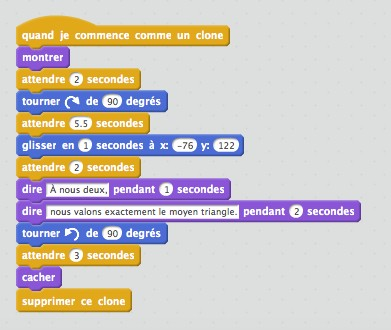 quand je commence comme un clone
montrer
attendre 2 secondes
tourner de 90 degrés
attendre 5.5 secondes
glisser en 1 secondes à x: -76 y: 122
attendre 2 secondes
dire À nous deux, pendant 1 secondes
dire nous valons exactement le moyen triangle. pendant 2 secondes
tourner de 90 degrés
attendre 3 secondes
cacher
supprimer ce clone